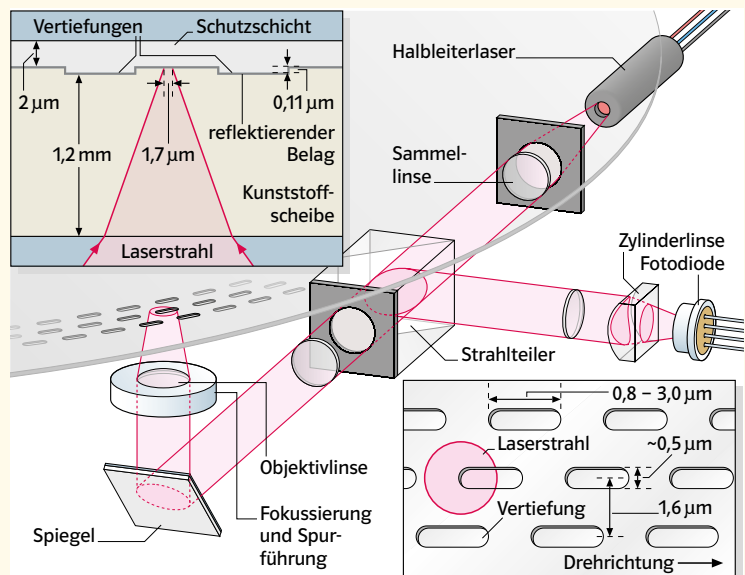 Vertiefungen
Schutzschicht
2 µm
0,11 µm
reflektierender
Belag
1,2 mm
1,7 µm
Kunststoff-
scheibe
Laserstrahl
Halbleiterlaser
Sammel-
linse
Zylinderlinse
Fotodiode
Strahlteiler
Objektivlinse
Spiegel
Fokussierung
und Spur-
führung
0,8 – 3,0 µm
Laserstrahl
~0,5 µm
Vertiefung
1,6 µm
Drehrichtung